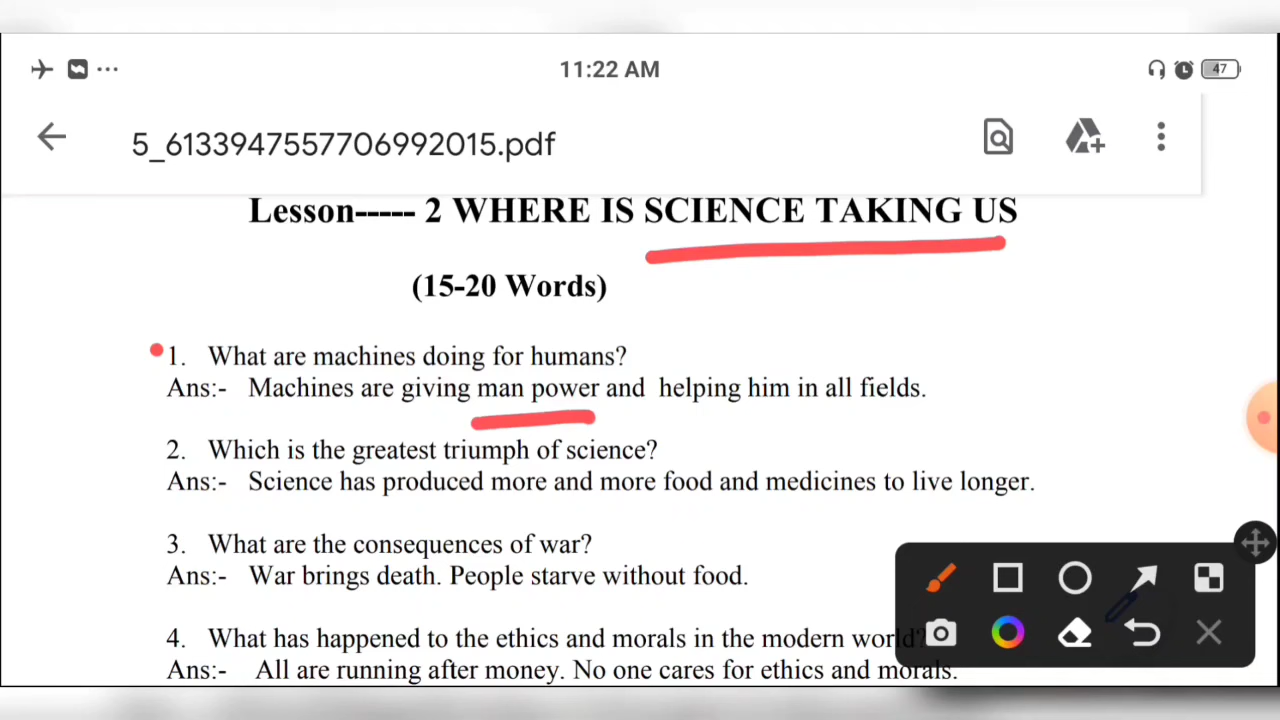 11:22 AM
47
5_6133947557706992015.pdf
Lesson----- 2 WHERE IS SCIENCE TAKING US
(15-20 Words)
1. What are machines doing for humans?
Ans:- Machines are giving man power and helping him in all fields.
2. Which is the greatest triumph of science?
Ans:- Science has produced more and more food and medicines to live longer.
3. What are the consequences of war?
Ans:- War brings death. People starve without food.
4. What has happened to the ethics and morals in the modern world?
Ans:- All are running after money. No one cares for ethics and morals.